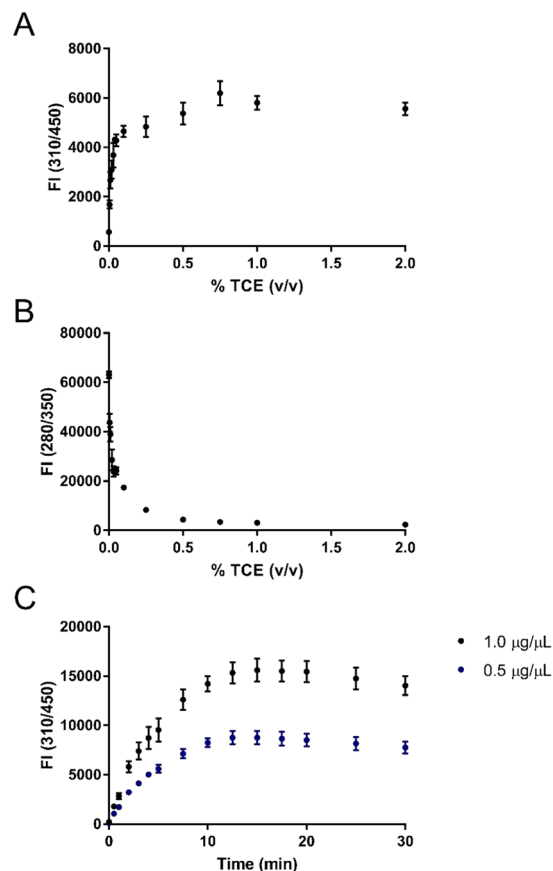 A
8000
6000
4000
2000
0
FI (310/450)
0.0 0.5 1.0 1.5 2.0
% TCE (v/v)
B
80000
60000
40000
20000
0
FI (280/350)
0.0 0.5 1.0 1.5 2.0
% TCE (v/v)
C
20000
15000
10000
5000
0
FI (310/450)
0 10 20 30
Time (min)
1.0 µg/µL
0.5 µg/µL